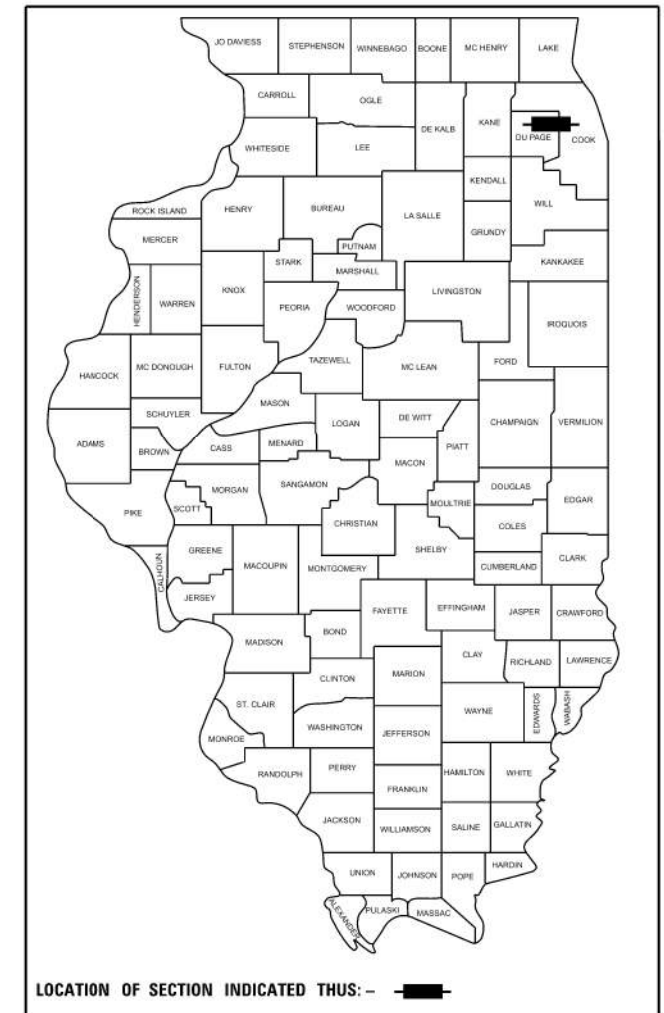 JO DAVIESS
STEPHENSON
WINNEBAGO
BOONE
MC HENRY
LAKE
CARROLL
OGLE
DE KALB
KANE
DU PAGE
COOK
WHITESIDE
LEE
KENDALL
WILL
ROCK ISLAND
HENRY
BUREAU
LA SALLE
GRUNDY
MERCER
PUTNAM
STARK
MARSHALL
KANKAKEE
HENDERSON
WARREN
KNOX
PEORIA
WOODFORD
LIVINGSTON
IROQUOIS
HANCOCK
MC DONOUGH
FULTON
TAZEWELL
MC LEAN
FORD
SCHUYLER
MASON
LOGAN
DE WITT
CHAMPAIGN
VERMILION
ADAMS
BROWN
CASS
MENARD
PIATT
MACON
PIKE
SCOTT
MORGAN
SANGAMON
MOULTRIE
DOUGLAS
EDGAR
CHRISTIAN
COLES
CALHOUN
GREENE
MACOUPIN
MONTGOMERY
SHELBY
CUMBERLAND
CLARK
JERSEY
FAYETTE
EFFINGHAM
JASPER
CRAWFORD
MADISON
BOND
CLAY
RICHLAND
LAWRENCE
CLINTON
MARION
ST. CLAIR
WASHINGTON
WAYNE
EDWARDS
WABASH
MONROE
JEFFERSON
RANDOLPH
PERRY
HAMILTON
WHITE
FRANKLIN
JACKSON
WILLIAMSON
SALINE
GALLATIN
UNION
JOHNSON
POPE
HARDIN
ALEXANDER
PULASKI
MASSAC
LOCATION OF SECTION INDICATED THUS: –